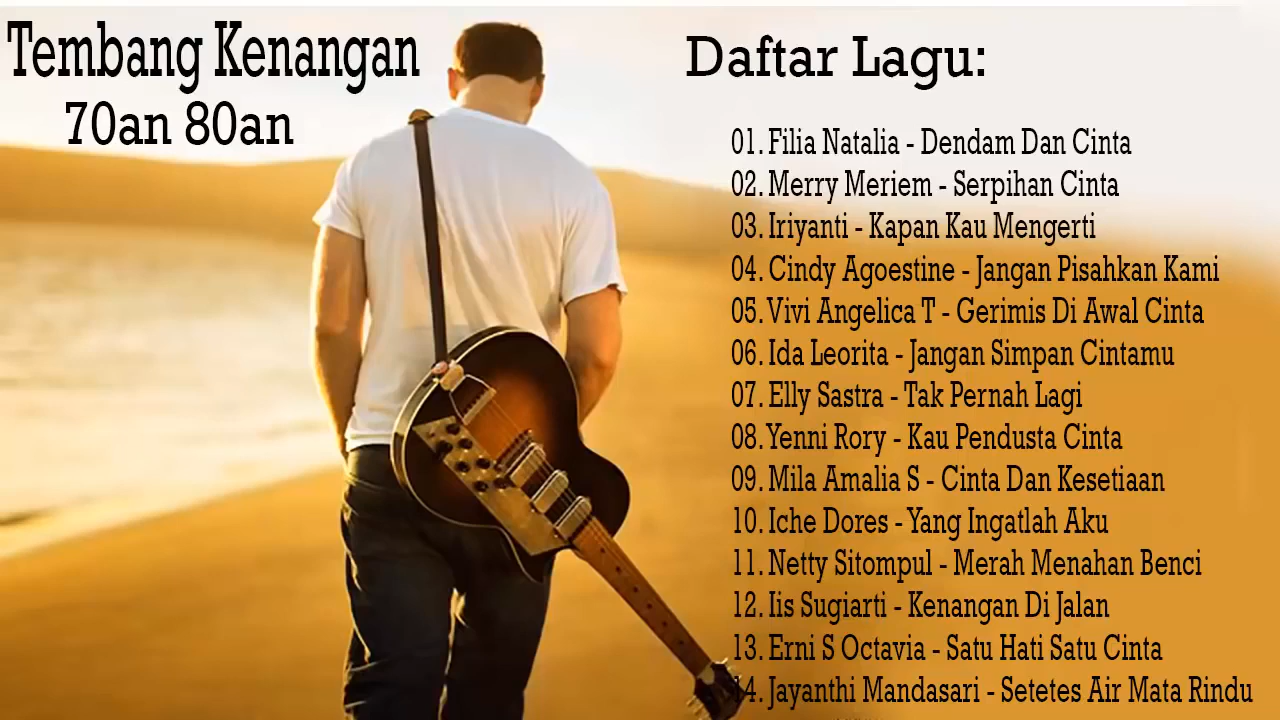 Tembang Kenangan
70an 80an
Daftar Lagu:
01. Filia Natalia - Dendam Dan Cinta
02. Merry Meriem - Serpihan Cinta
03. Iriyanti - Kapan Kau Mengerti
04. Cindy Agoestine - Jangan Pisahkan Kami
05. Vivi Angelica T - Gerimis Di Awal Cinta
06. Ida Leorita - Jangan Simpan Cintamu
07. Elly Sastra - Tak Pernah Lagi
08. Yenni Rory - Kau Pendusta Cinta
09. Mila Amalia S - Cinta Dan Kesetiaan
10. Iche Dores - Yang Ingatlah Aku
11. Netty Sitompul - Merah Menahan Benci
12. Iis Sugiarti - Kenangan Di Jalan
13. Erni S Octavia - Satu Hati Satu Cinta
14. Jayanthi Mandasari - Setetes Air Mata Rindu